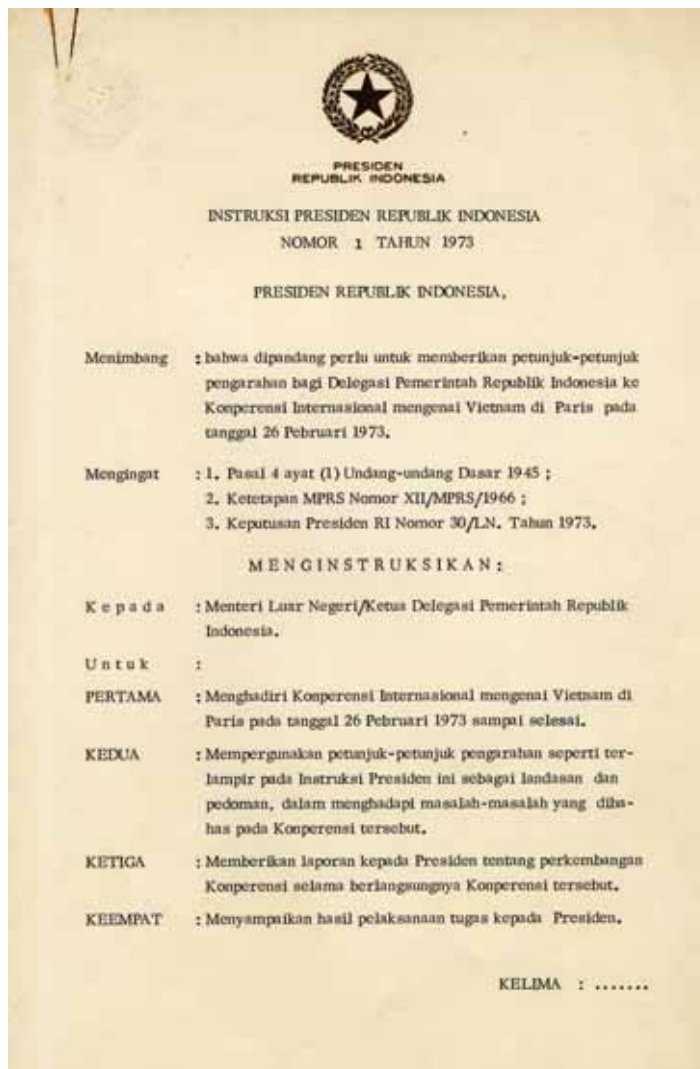 PRESIDEN
REPUBLIK INDONESIA
INSTRUKSI PRESIDEN REPUBLIK INDONESIA
NOMOR 1 TAHUN 1973
PRESIDEN REPUBLIK INDONESIA,
Menimbang : bahwa dipandang perlu untuk memberikan petunjuk-petunjuk
pengarahan bagi Delegasi Pemerintah Republik Indonesia ke
Konperensi Internasional mengenai Vietnam di Paris pada
tanggal 26 Pebruari 1973.
Mengingat : 1. Pasal 4 ayat (1) Undang-undang Dasar 1945 ;
2. Ketetapan MPRS Nomor XII/MPRS/1966 ;
3. Keputusan Presiden RI Nomor 30/LN. Tahun 1973.
M E N G I N S T R U K S I K A N :
K e p a d a : Menteri Luar Negeri/Ketua Delegasi Pemerintah Republik
Indonesia.
U n t u k :
PERTAMA : Menghadiri Konperensi Internasional mengenai Vietnam di
Paris pada tanggal 26 Pebruari 1973 sampai selesai.
KEDUA : Mempergunakan petunjuk-petunjuk pengarahan seperti ter-
lampir pada Instruksi Presiden ini sebagai landasan dan
pedoman, dalam menghadapi masalah-masalah yang diba-
has pada Konperensi tersebut.
KETIGA : Memberikan laporan kepada Presiden tentang perkembangan
Konperensi selama berlangsungnya Konperensi tersebut.
KEEMPAT : Menyampaikan hasil pelaksanaan tugas kepada Presiden.
KELIMA : .......